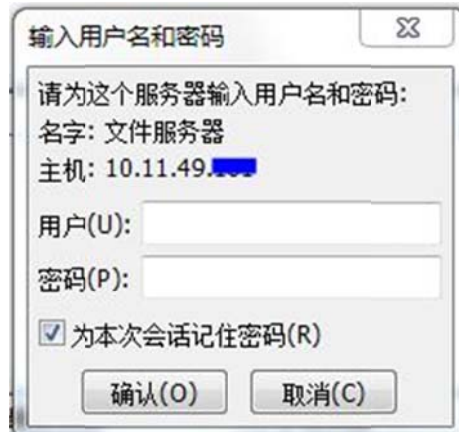 输入用户名和密码
请为这个服务器输入用户名和密码:
名字: 文件服务器
主机: 10.11.49.
用户(U):
密码(P):
为本次会话记住密码(R)
确认(O) 取消(C)